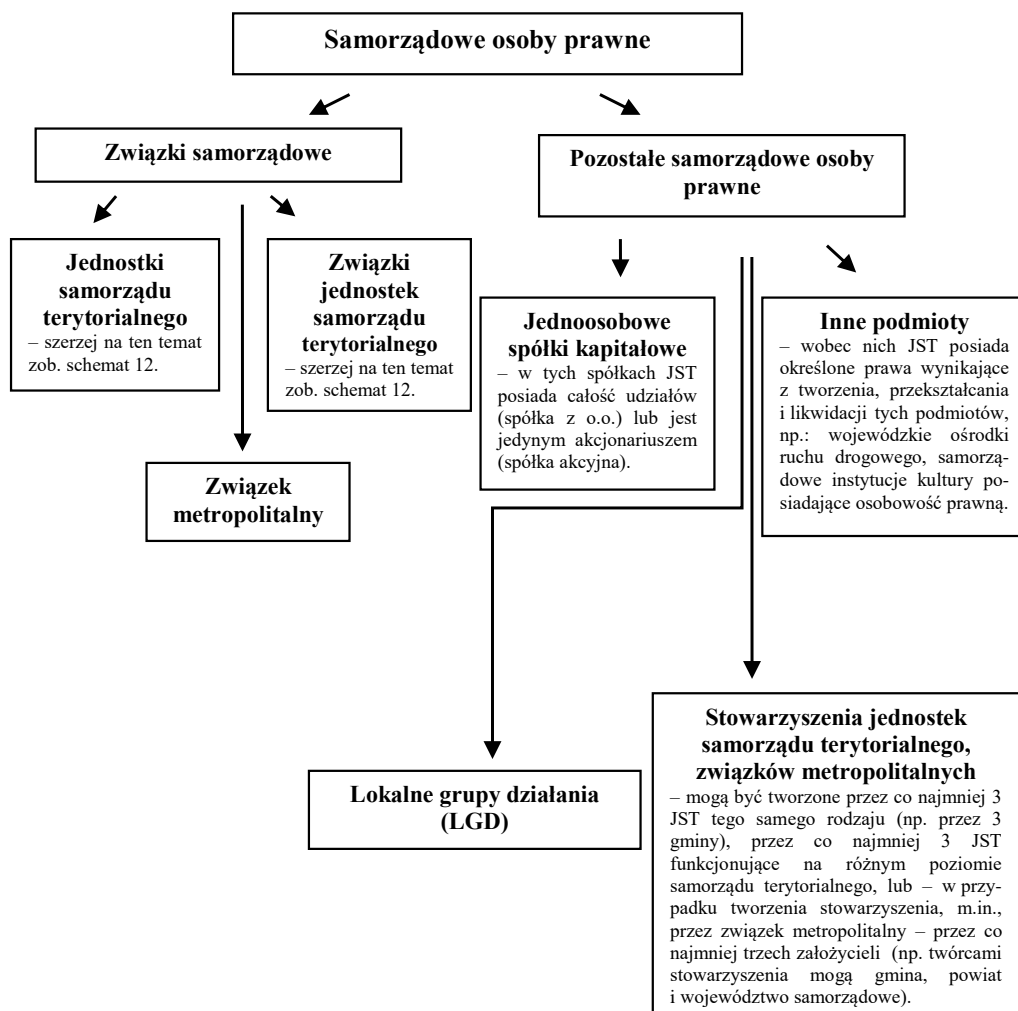 Samorządowe osoby prawne
Związki samorządowe
Pozostałe samorządowe osoby
prawne
Jednostki
samorządu
terytorialnego
– szerzej na ten temat
zob. schemat 12.
Związki
jednostek
samorządu
terytorialnego
– szerzej na ten temat
zob. schemat 12.
Związek
metropolitalny
Jednoosobowe
spółki kapitałowe
– w tych spółkach JST
posiada całość udziałów
(spółka z o.o.) lub jest
jedynym akcjonariuszem
(spółka akcyjna).
Inne podmioty
– wobec nich JST posiada
określone prawa wynikające
z tworzenia, przekształcania
i likwidacji tych podmiotów,
np.: wojewódzkie ośrodki
ruchu drogowego, samorzą-
dowe instytucje kultury po-
siadające osobowość prawną.
Lokalne grupy działania
(LGD)
Stowarzyszenia jednostek
samorządu terytorialnego,
związków metropolitalnych
– mogą być tworzone przez co najmniej 3
JST tego samego rodzaju (np. przez 3
gminy), przez co najmniej 3 JST
funkcjonujące na różnym poziomie
samorządu terytorialnego, lub – w przy-
padku tworzenia stowarzyszenia, m.in.,
przez związek metropolitalny – przez co
najmniej trzech założycieli (np. twórcami
stowarzyszenia mogą gmina, powiat
i województwo samorządowe).